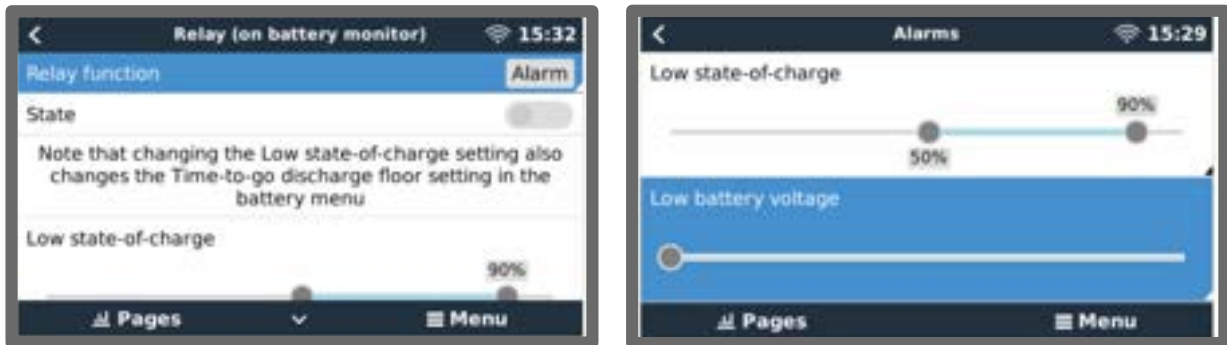 Relay (on battery monitor) 15:32
Relay function Alarm
State
Note that changing the Low state-of-charge setting also
changes the Time-to-go discharge floor setting in the
battery menu
Low state-of-charge
90%
Pages Menu
Alarms 15:29
Low state-of-charge
90%
50%
Low battery voltage
Pages Menu